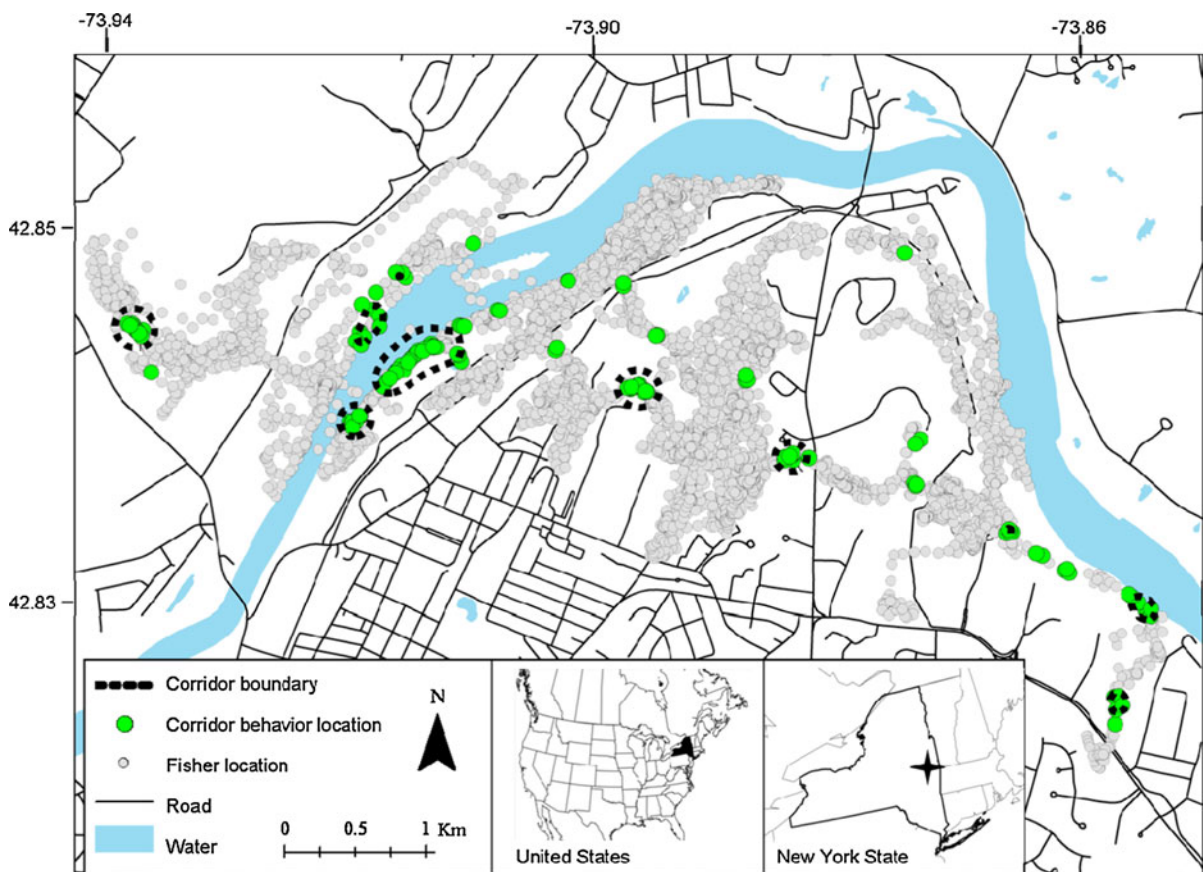 -73.94
-73.90
-73.86
42.85
42.83
Corridor boundary
Corridor behavior location
Fisher location
Road
Water
N
0 0.5 1 Km
United States
New York State